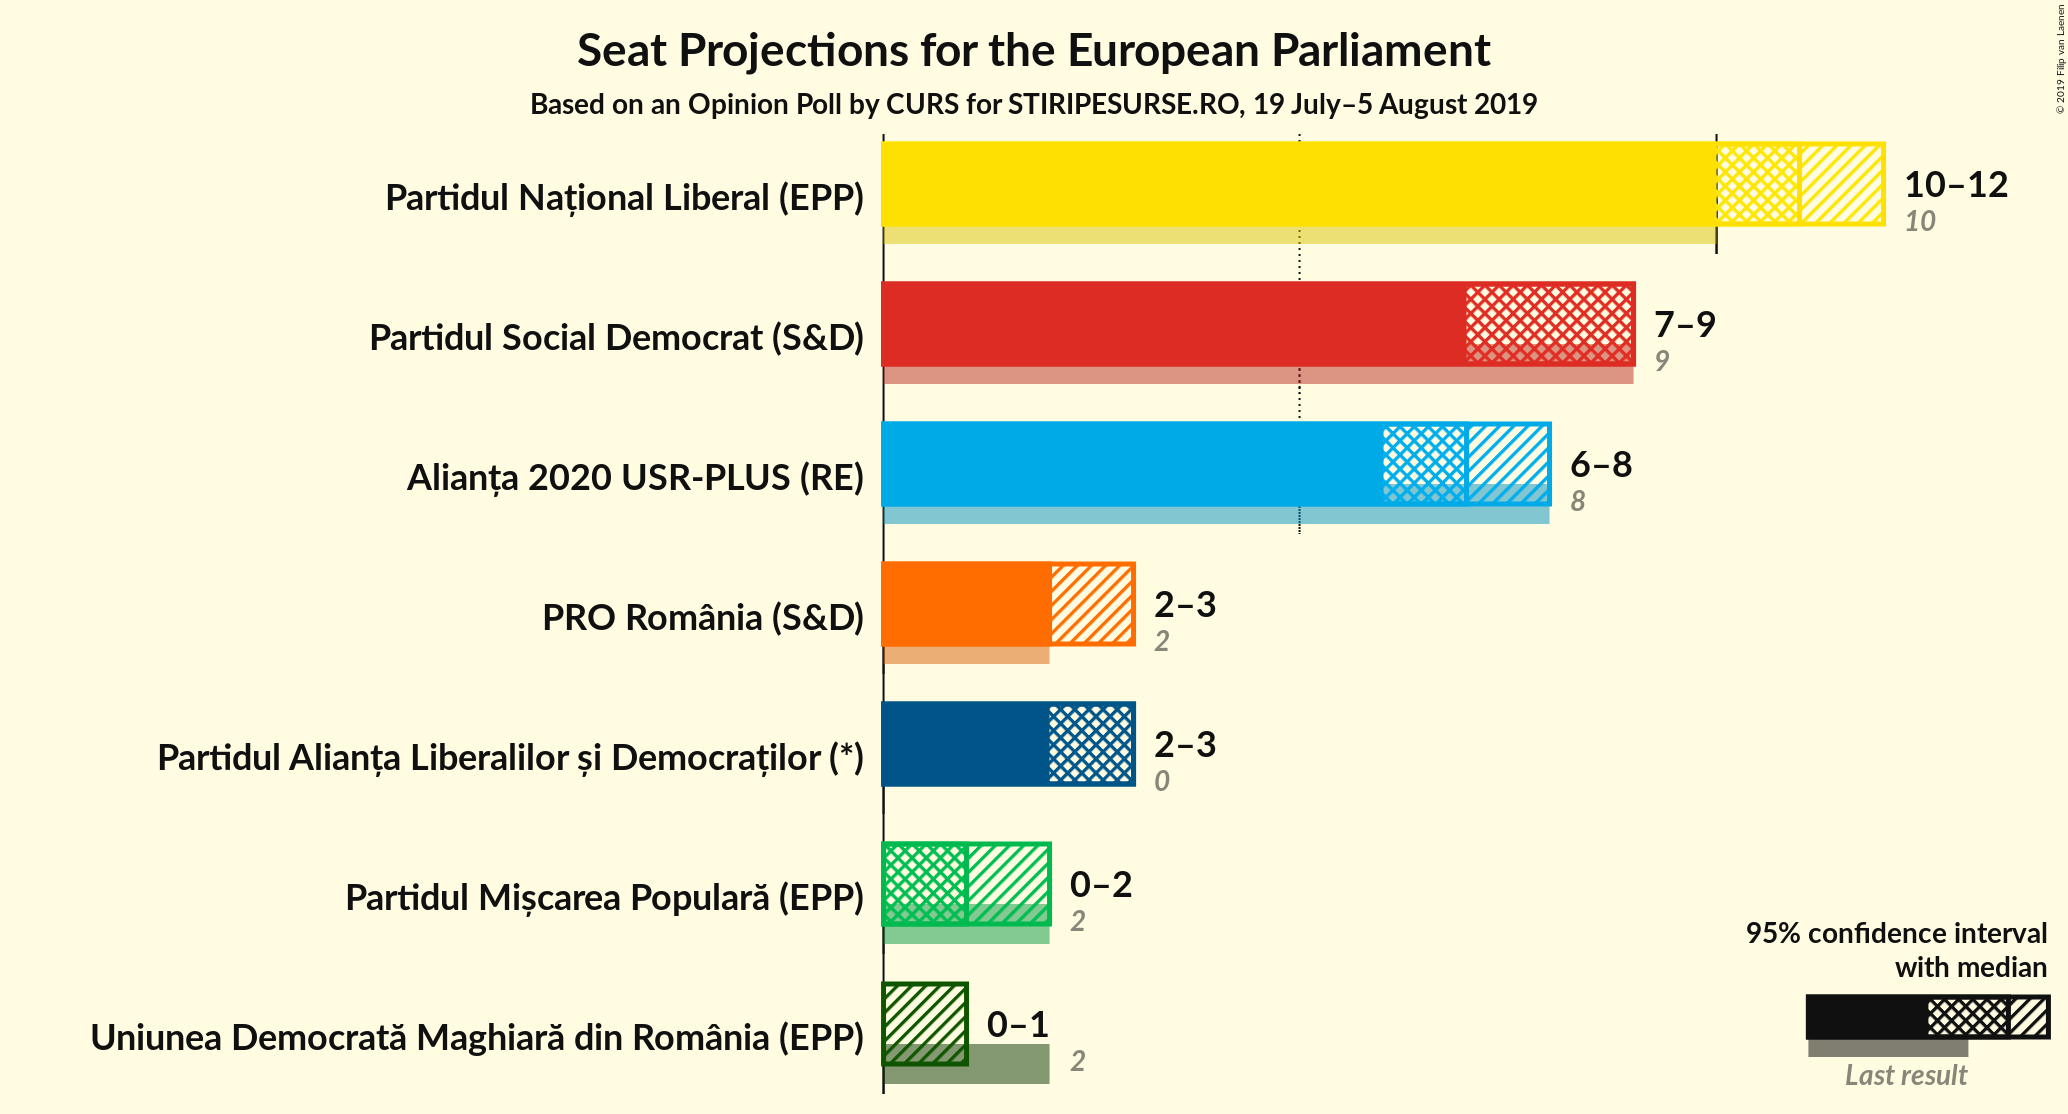 Seat Projections for the European Parliament
Based on an Opinion Poll by CURS for STIRIPESURSE.RO, 19 July–5 August 2019
© 2019 Filip van Laenen
Partidul Național Liberal (EPP)
10–12
10
Partidul Social Democrat (S&D)
7–9
9
Alianța 2020 USR-PLUS (RE)
6–8
8
PRO România (S&D)
2–3
2
Partidul Alianța Liberalilor și Democraților (*)
2–3
0
Partidul Mișcarea Populară (EPP)
0–2
2
Uniunea Democrată Maghiară din România (EPP)
0–1
2
95% confidence interval
with median
Last result